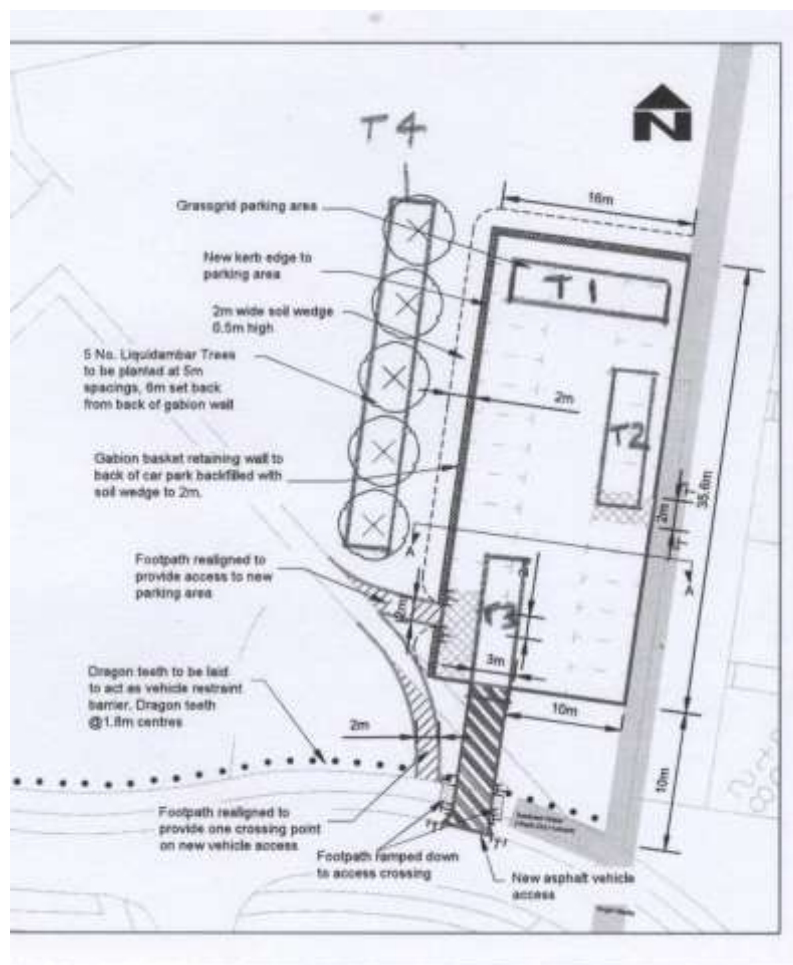 T4
N
16m
Grassgrid parking area
T1
New kerb edge to
parking area
2m wide soil wedge
0.5m high
5 No. Liquidambar Trees
to be planted at 5m
spacings, 6m set back
from back of gabion wall
2m
T2
35.6m
2m
Gabion basket retaining wall to
back of car park backfilled with
soil wedge to 2m.
A
A
Footpath realigned to
provide access to new
parking area
2m
T3
3m
Dragon teeth to be laid
to act as vehicle restraint
barrier. Dragon teeth
@1.8m centres
10m
2m
10m
Footpath realigned to
provide one crossing point
on new vehicle access
Footpath ramped down
to access crossing
New asphalt vehicle
access